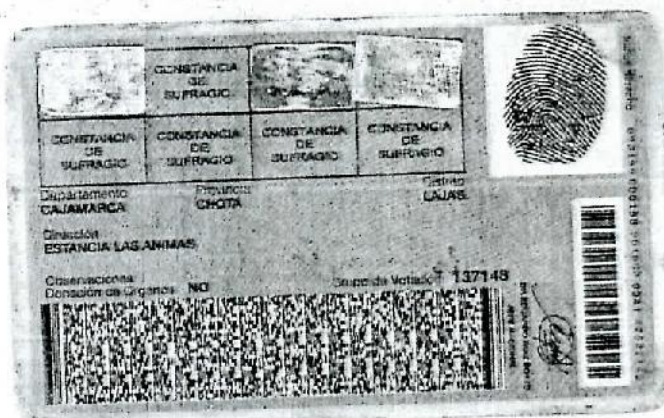 CONSTANCIA
DE
SUFRAGIO
CONSTANCIA CONSTANCIA CONSTANCIA CONSTANCIA
DE DE DE DE
SUFRAGIO SUFRAGIO SUFRAGIO SUFRAGIO
Departamento Provincia Distrito
CAJAMARCA CHOTA LAJAS
Dirección
ESTANCIA LAS ANIMAS
Observaciones
Donación de Organos NO Grupo de Votación 137148